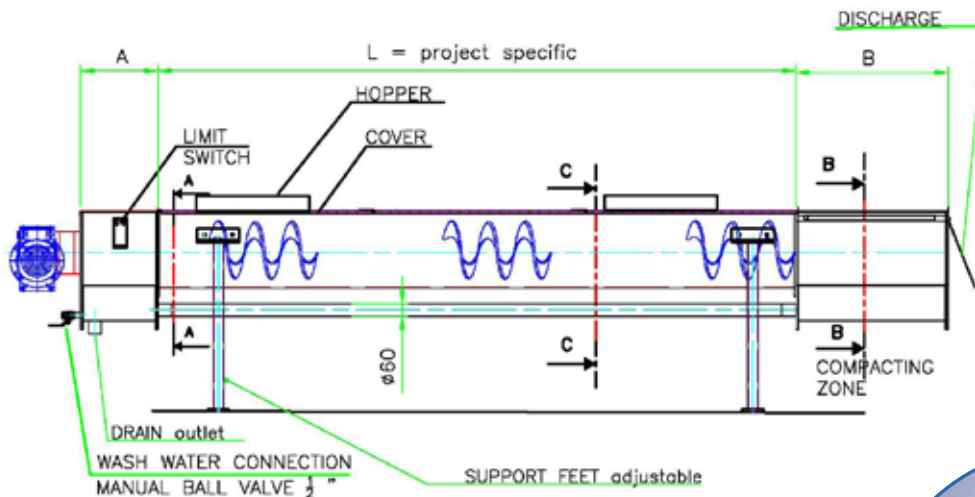 DISCHARGE
A
L = project specific
B
HOPPER
LIMIT
SWITCH
COVER
A
C
B
ø60
A
C
B
COMPACTING
ZONE
DRAIN outlet
WASH WATER CONNECTION
MANUAL BALL VALVE ½ "
SUPPORT FEET adjustable